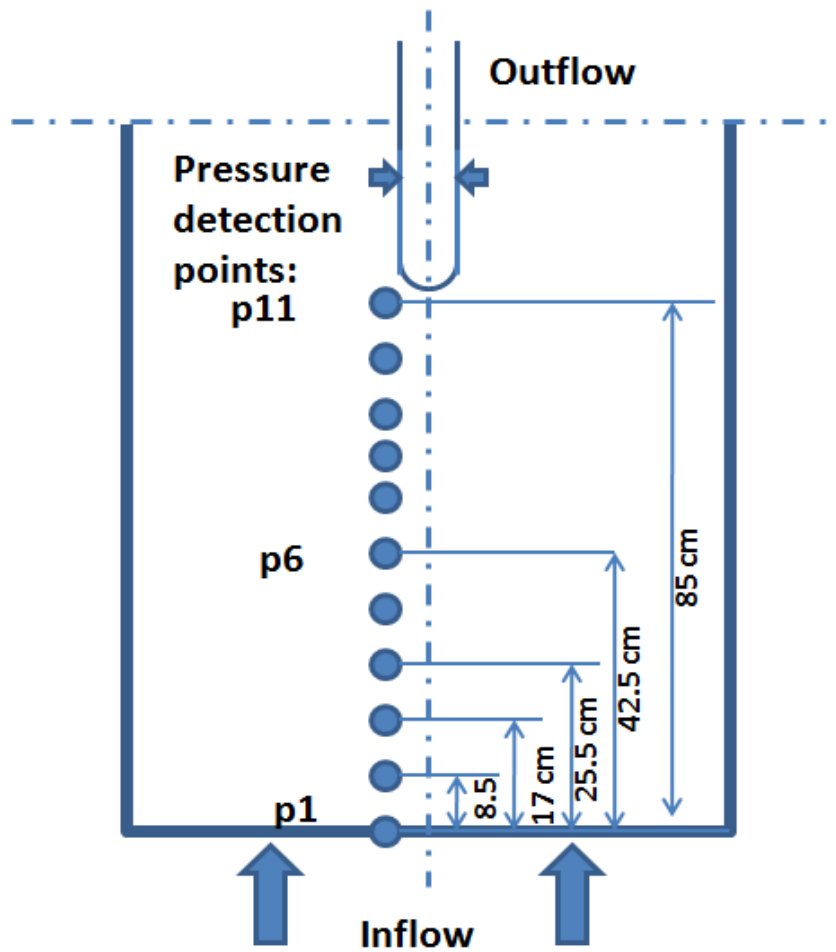 Outflow
Pressure
detection
points:
p11
p6
85 cm
42.5 cm
25.5 cm
17 cm
8.5
p1
Inflow